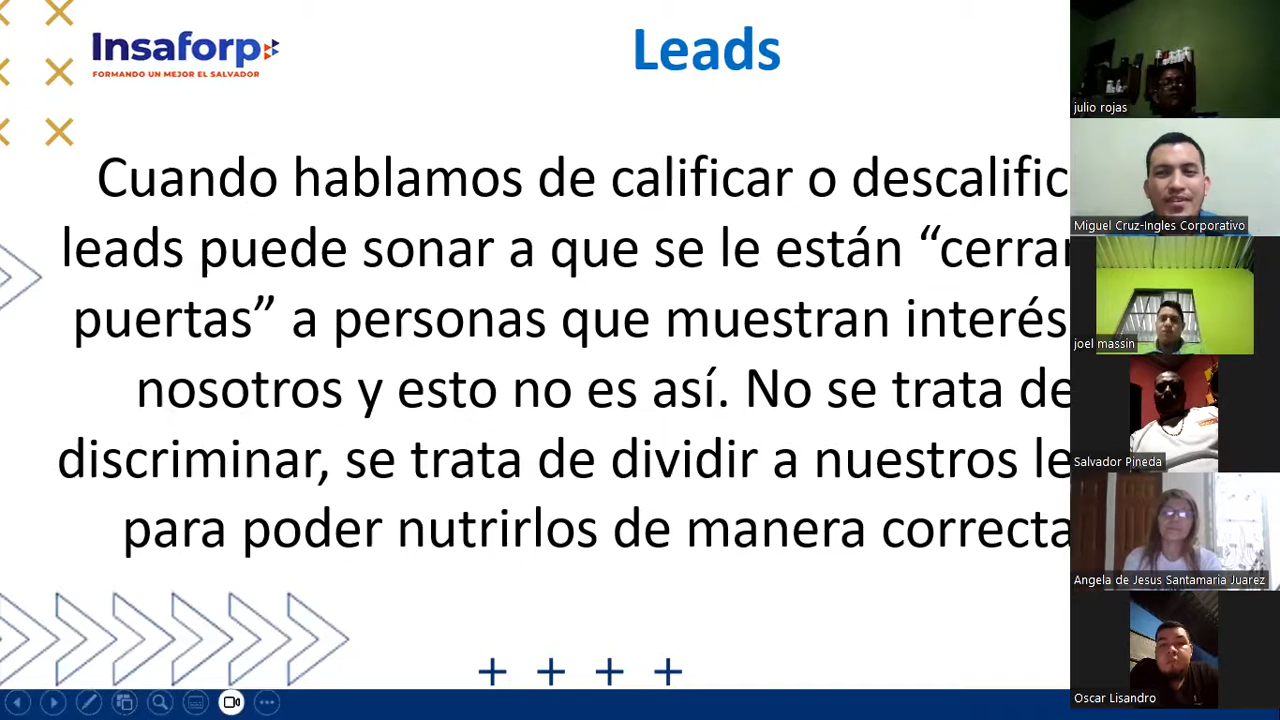 Insaforp
FORMANDO UN MEJOR EL SALVADOR
Leads
Cuando hablamos de calificar o descalific
leads puede sonar a que se le están “cerran
puertas” a personas que muestran interés
nosotros y esto no es así. No se trata de
discriminar, se trata de dividir a nuestros le
para poder nutrirlos de manera correcta
julio rojas
Miguel Cruz-Ingles Corporativo
joel massin
Salvador Pineda
Angela de Jesus Santamaria Juarez
Oscar Lisandro